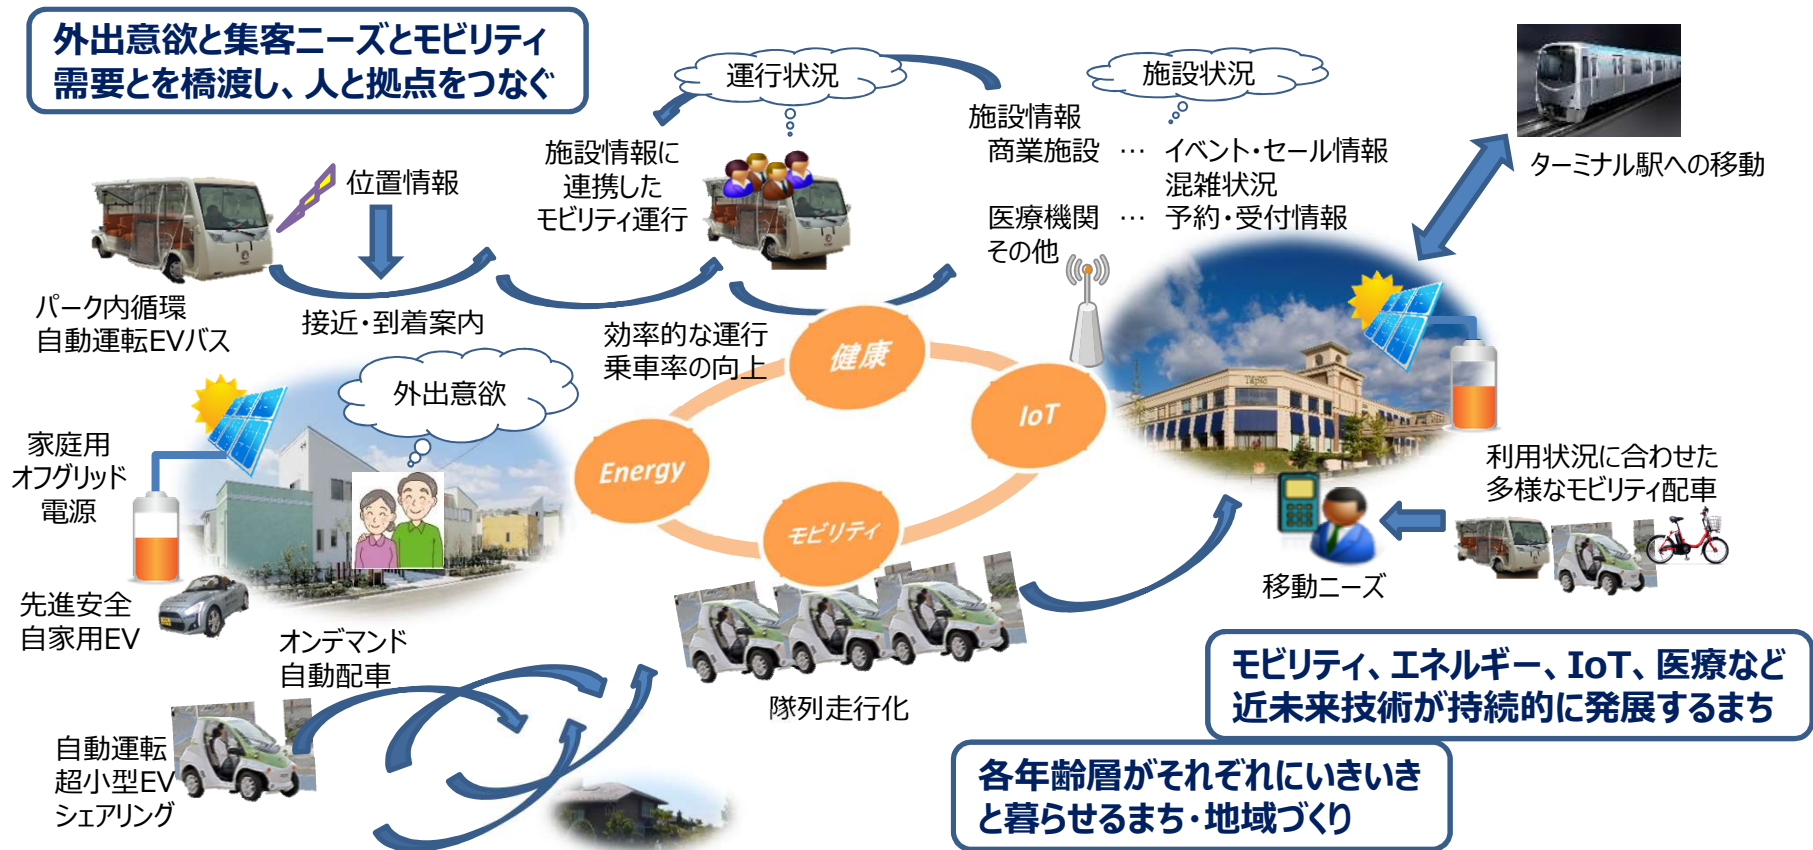 外出意欲と集客ニーズとモビリティ
需要とを橋渡し、人と拠点をつなぐ
運行状況
施設状況
施設情報
商業施設 … イベント・セール情報
混雑状況
医療機関 … 予約・受付情報
その他
ターミナル駅への移動
位置情報
施設情報に
連携した
モビリティ運行
パーク内循環
自動運転EVバス
接近・到着案内
効率的な運行
乗車率の向上
健康
IoT
Energy
モビリティ
外出意欲
家庭用
オフグリッド
電源
先進安全
自家用EV
オンデマンド
自動配車
自動運転
超小型EV
シェアリング
隊列走行化
Tapio
利用状況に合わせた
多様なモビリティ配車
移動ニーズ
モビリティ、エネルギー、IoT、医療など
近未来技術が持続的に発展するまち
各年齢層がそれぞれにいきいき
と暮らせるまち・地域づくり